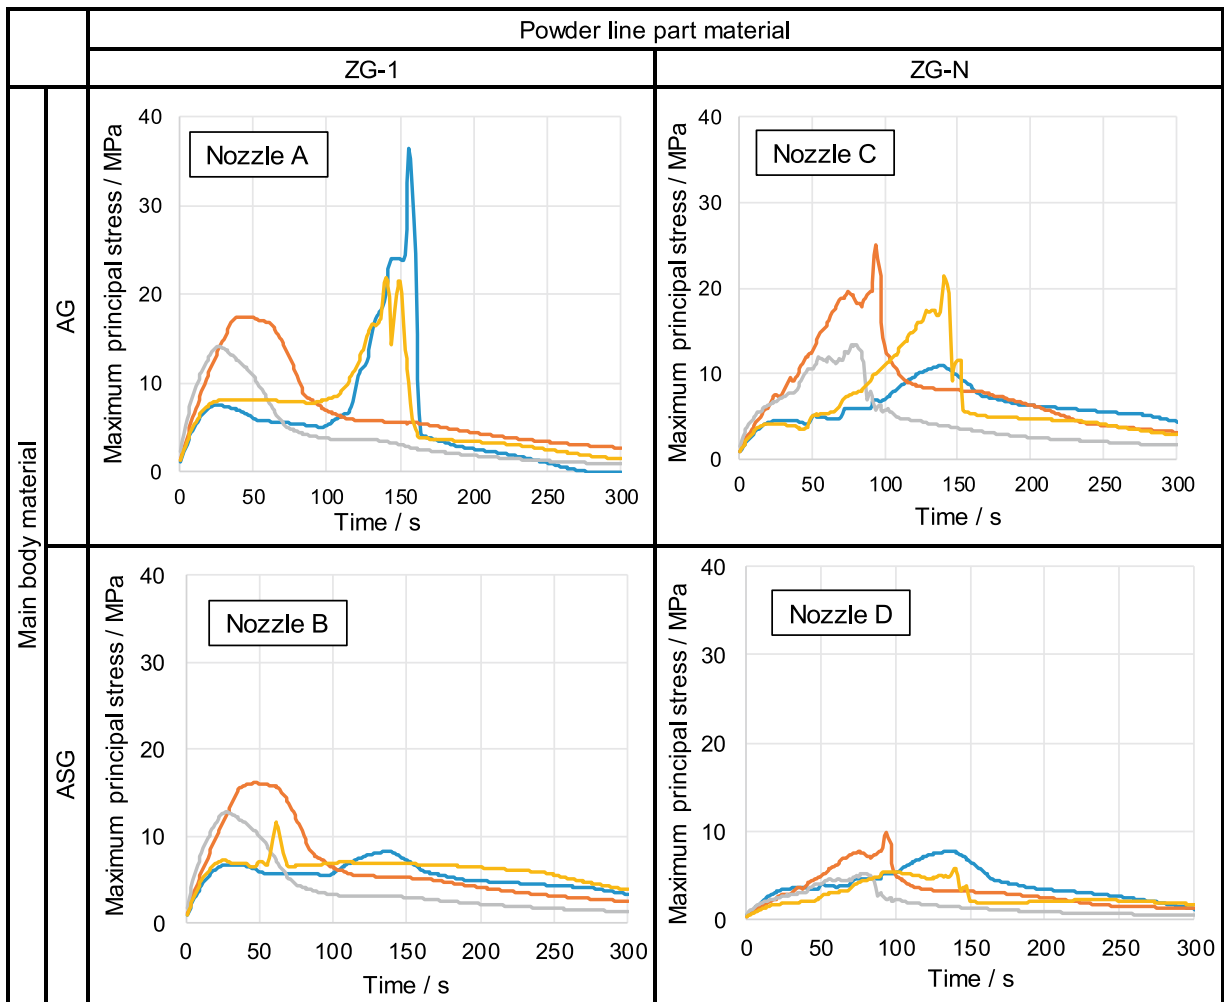 Powder line part material
ZG-1
ZG-N
Main body material
AG
Maximum principal stress / MPa
40
30
20
10
0
Nozzle A
0 50 100 150 200 250 300
Time / s
Maximum principal stress / MPa
40
30
20
10
0
Nozzle C
0 50 100 150 200 250 300
Time / s
ASG
Maximum principal stress / MPa
40
30
20
10
0
Nozzle B
0 50 100 150 200 250 300
Time / s
Maximum principal stress / MPa
40
30
20
10
0
Nozzle D
0 50 100 150 200 250 300
Time / s